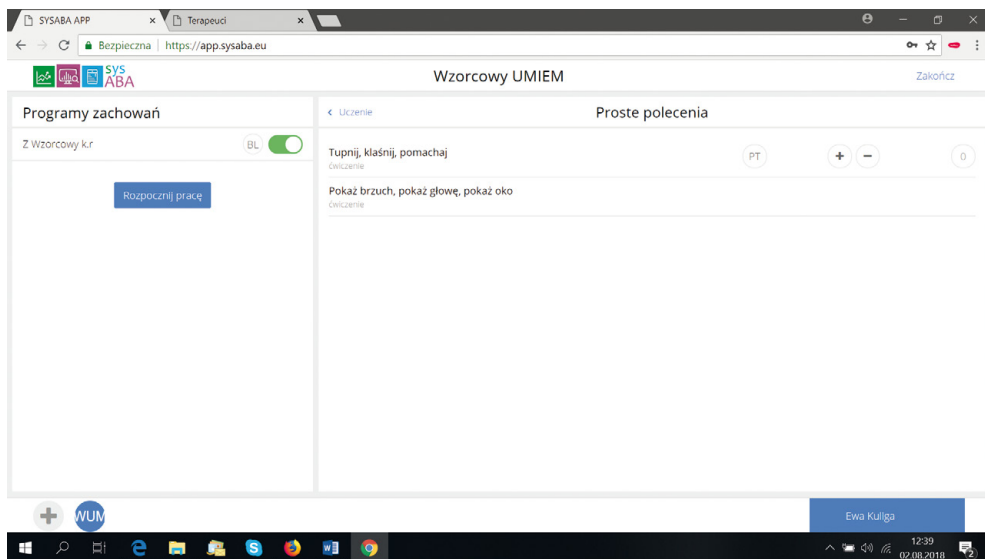 SYSABA APP
Terapeuci
Bezpieczna
https://app.sysaba.eu
sys
ABA
Wzorcowy UMIEM
Zakończ
Programy zachowań
Uczenie
Proste polecenia
Z Wzorcowy k.r
BL
Tupnij, klaśnij, pomachaj
ćwiczenie
PT
0
Rozpocznij pracę
Pokaż brzuch, pokaż głowę, pokaż oko
ćwiczenie
WUM
Ewa Kuliga
12:39
02.08.2018
2